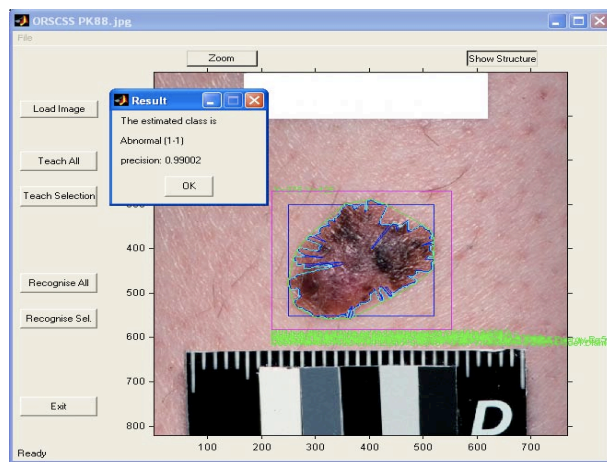 ORSCSS PK88.jpg
File
Zoom
Show Structure
Load Image
Teach All
Teach Selection
Recognise All
Recognise Sel.
Exit
Ready
Result
The estimated class is
Abnormal (1-1)
precision: 0.99002
OK
400
500
600
700
800
100 200 300 400 500 600 700
D